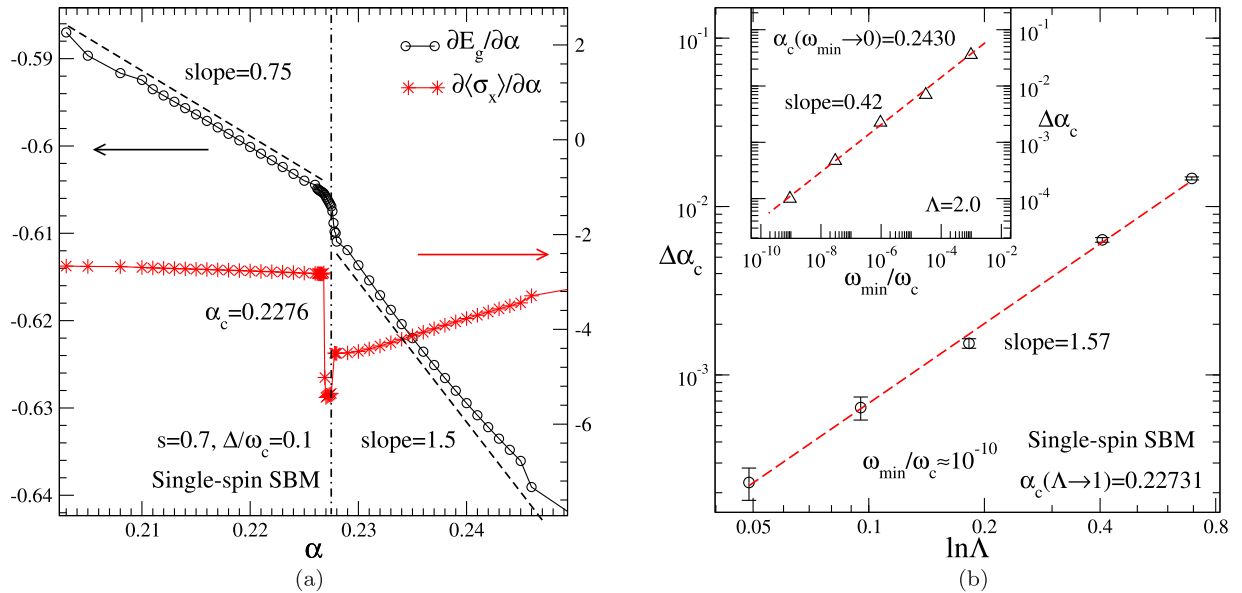 -0.59
-0.6
-0.61
-0.62
-0.63
-0.64
2
0
-2
-4
-6
0.21
0.22
0.23
0.24
α
∂E_g/∂α
∂⟨σ_x⟩/∂α
slope=0.75
α_c=0.2276
s=0.7, Δ/ω_c=0.1
Single-spin SBM
slope=1.5
(a)
10^-1
10^-2
10^-3
Δα_c
α_c(ω_min→0)=0.2430
slope=0.42
Λ=2.0
10^-1
10^-2
10^-3
10^-4
Δα_c
10^-10
10^-8
10^-6
10^-4
10^-2
ω_min/ω_c
slope=1.57
ω_min/ω_c≈10^-10
Single-spin SBM
α_c(Λ→1)=0.22731
0.05
0.1
0.2
0.4
0.8
lnΛ
(b)